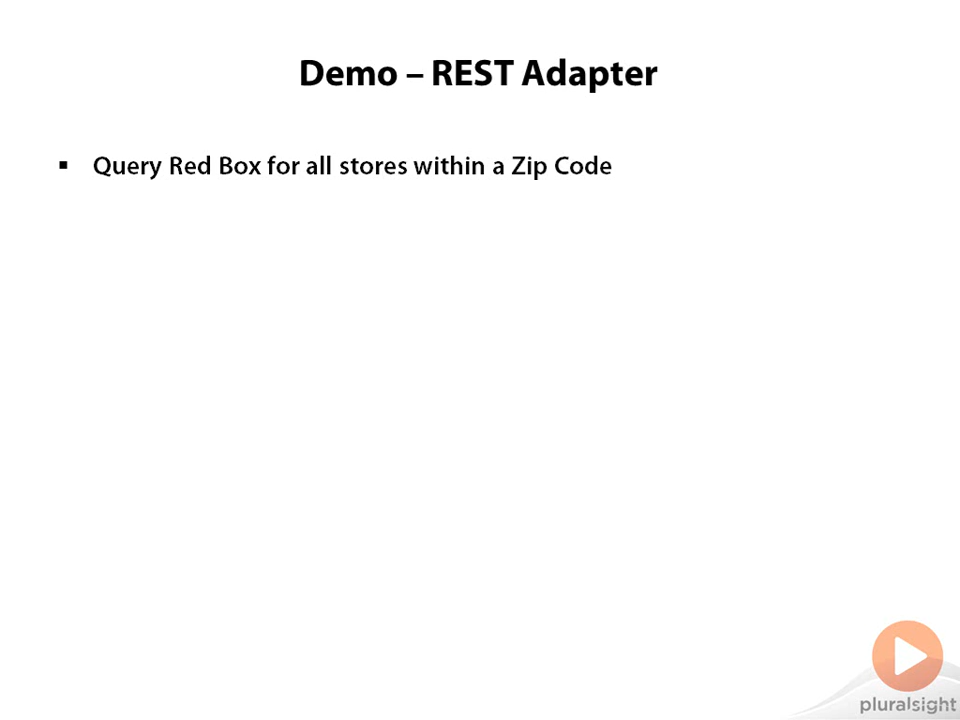 Demo – REST Adapter
▪ Query Red Box for all stores within a Zip Code
pluralsight